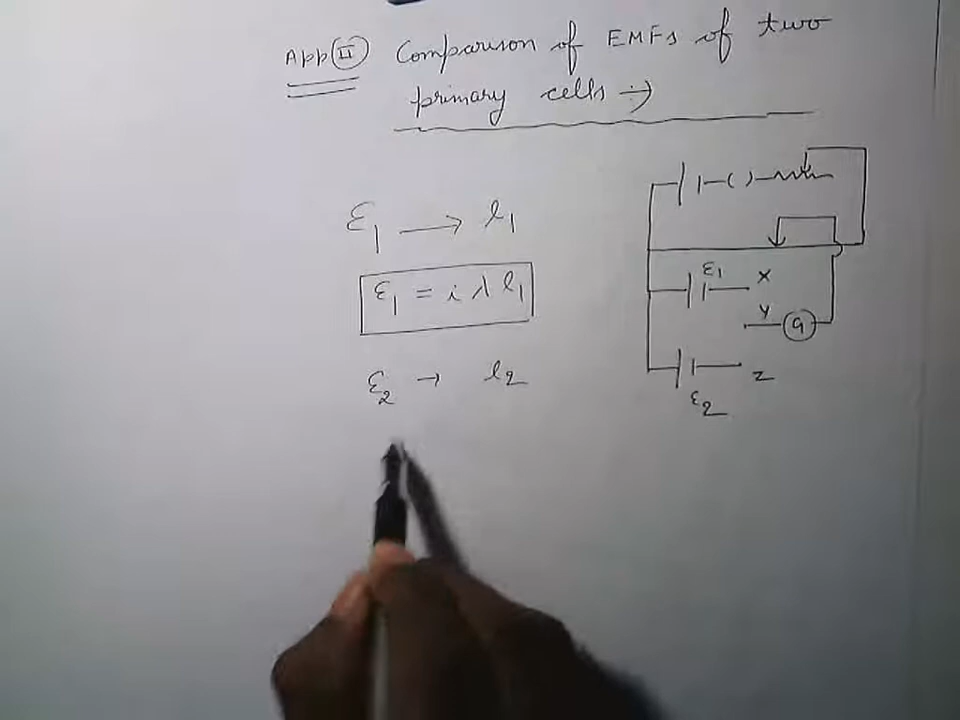 App (II) Comparison of EMFs of two
primary cells :→
ε₁ → l₁
ε₁ = i λ l₁
ε₂ → l₂
ε₁ X
Y G
Z
ε₂